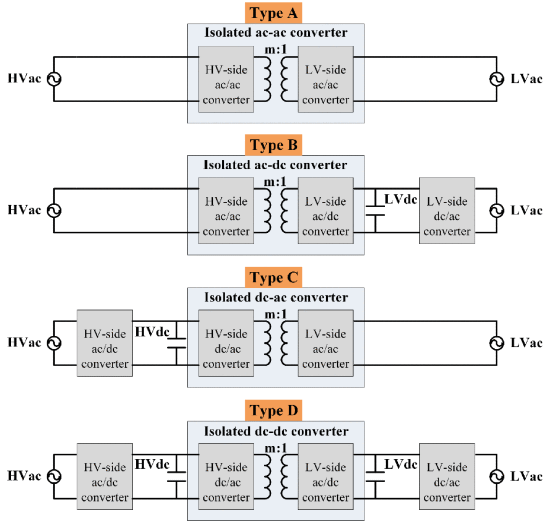 Type A
Isolated ac-ac converter
m:1
HVac
HV-side
ac/ac
converter
LV-side
ac/ac
converter
LVac
Type B
Isolated ac-dc converter
m:1
HVac
HV-side
ac/ac
converter
LV-side
ac/dc
converter
LVdc
LV-side
dc/ac
converter
LVac
Type C
Isolated dc-ac converter
m:1
HVac
HV-side
ac/dc
converter
HVdc
HV-side
dc/ac
converter
LV-side
ac/ac
converter
LVac
Type D
Isolated dc-dc converter
m:1
HVac
HV-side
ac/dc
converter
HVdc
HV-side
dc/ac
converter
LV-side
ac/dc
converter
LVdc
LV-side
dc/ac
converter
LVac